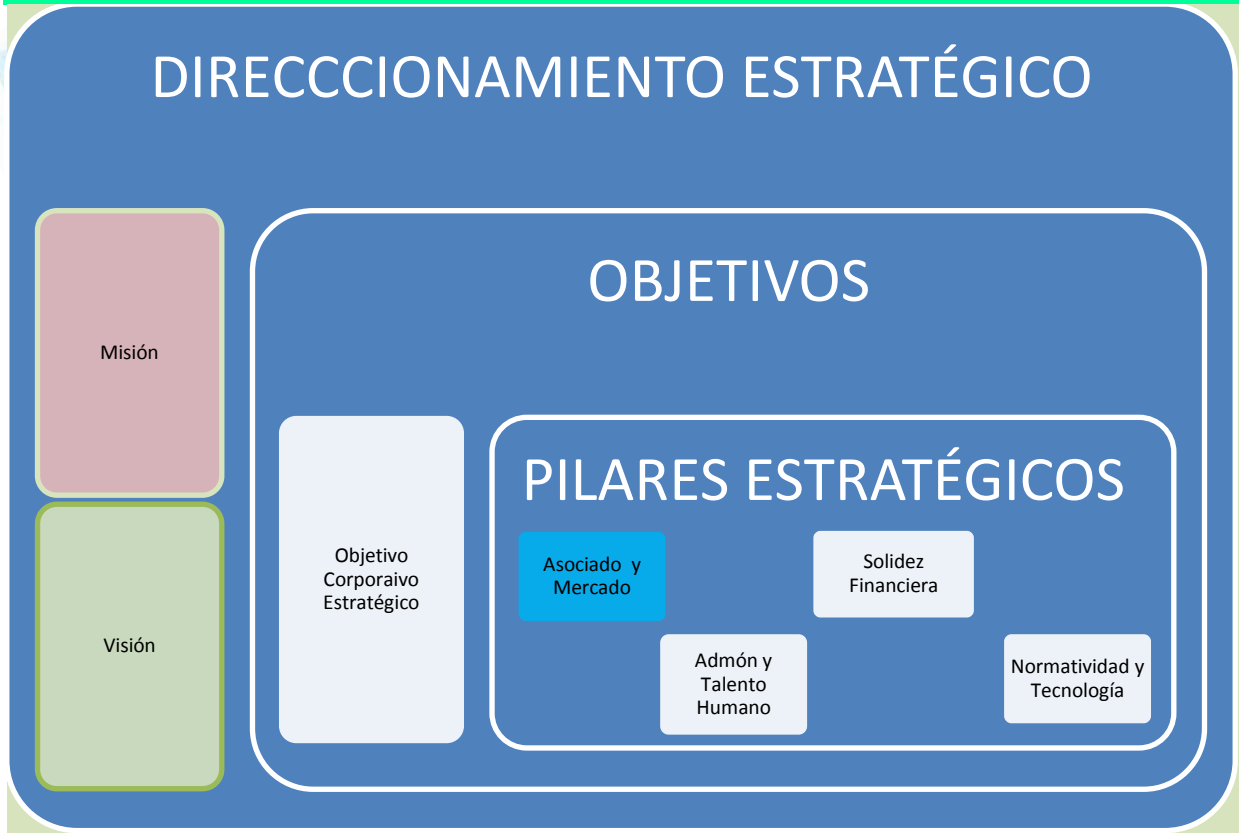 DIRECCCIONAMIENTO ESTRATÉGICO
Misión
Visión
OBJETIVOS
Objetivo
Corporaivo
Estratégico
PILARES ESTRATÉGICOS
Asociado y
Mercado
Admón y
Talento
Humano
Solidez
Financiera
Normatividad y
Tecnología